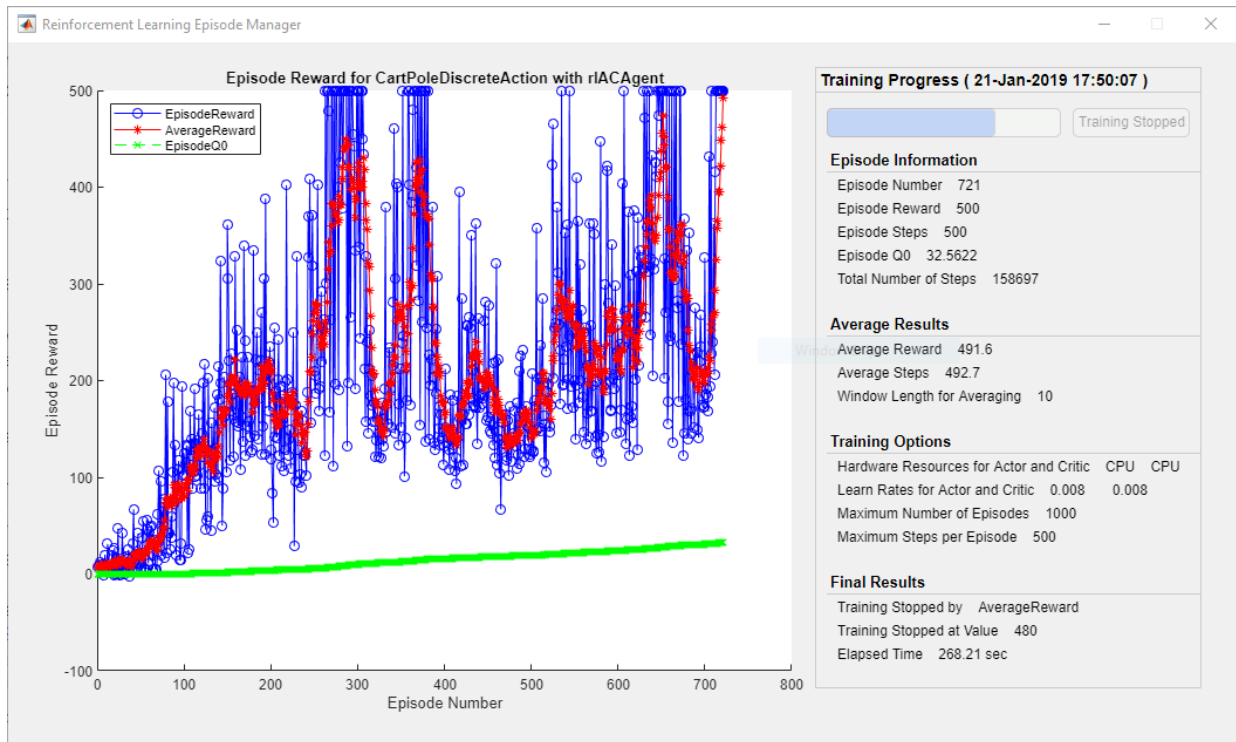 Reinforcement Learning Episode Manager
Episode Reward for CartPoleDiscreteAction with rlACAgent
EpisodeReward
AverageReward
EpisodeQ0
Episode Reward
500
400
300
200
100
0
-100
0 100 200 300 400 500 600 700 800
Episode Number
Training Progress ( 21-Jan-2019 17:50:07 )
Training Stopped
Episode Information
Episode Number 721
Episode Reward 500
Episode Steps 500
Episode Q0 32.5622
Total Number of Steps 158697
Average Results
Window
Average Reward 491.6
Average Steps 492.7
Window Length for Averaging 10
Training Options
Hardware Resources for Actor and Critic CPU CPU
Learn Rates for Actor and Critic 0.008 0.008
Maximum Number of Episodes 1000
Maximum Steps per Episode 500
Final Results
Training Stopped by AverageReward
Training Stopped at Value 480
Elapsed Time 268.21 sec